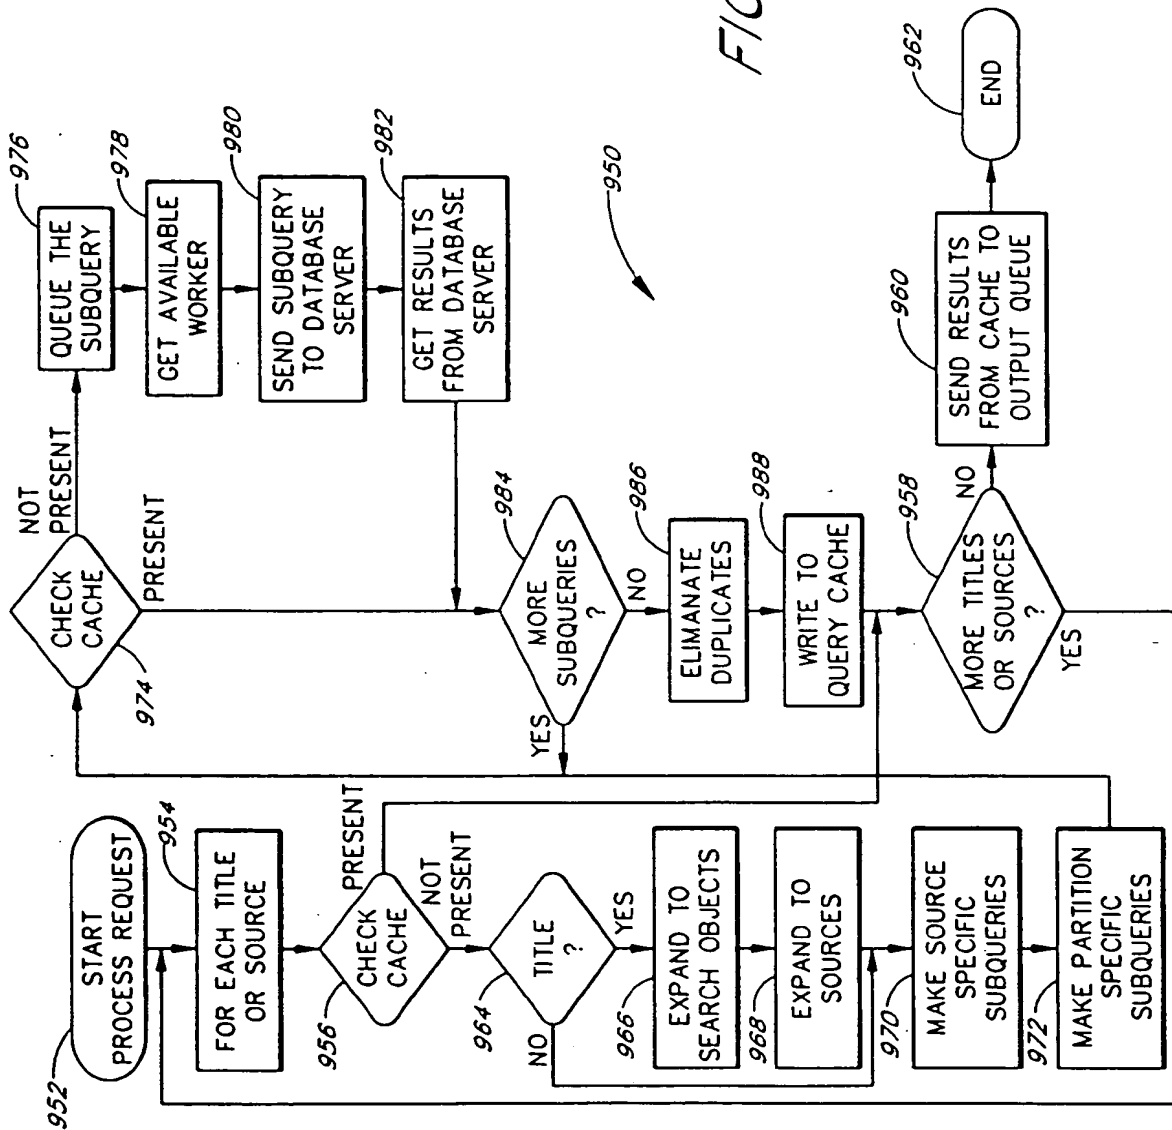 952
START
PROCESS REQUEST
954
FOR EACH TITLE
OR SOURCE
956
CHECK
CACHE
PRESENT
NOT
PRESENT
964
TITLE
?
NO
YES
966
EXPAND TO
SEARCH OBJECTS
968
EXPAND TO
SOURCES
970
MAKE SOURCE
SPECIFIC
SUBQUERIES
972
MAKE PARTITION
SPECIFIC
SUBQUERIES
974
CHECK
CACHE
NOT
PRESENT
PRESENT
976
QUEUE THE
SUBQUERY
978
GET AVAILABLE
WORKER
980
SEND SUBQUERY
TO DATABASE
SERVER
982
GET RESULTS
FROM DATABASE
SERVER
984
MORE
SUBQUERIES
?
YES
NO
986
ELIMANATE
DUPLICATES
988
WRITE TO
QUERY CACHE
958
MORE TITLES
OR SOURCES
?
YES
NO
960
SEND RESULTS
FROM CACHE TO
OUTPUT QUEUE
962
END
950